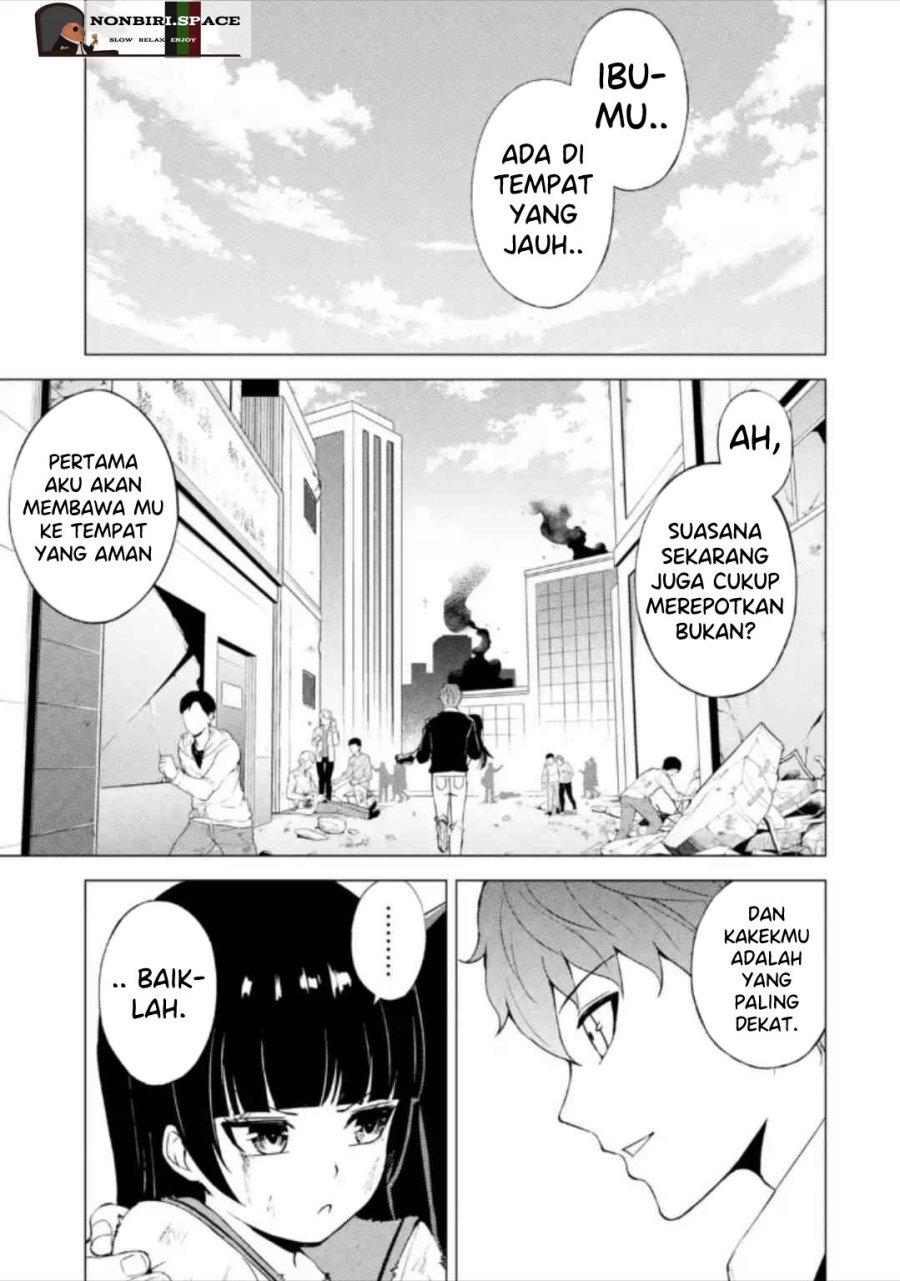 NONBIRI.SPACE
SLOW RELAX ENJOY
IBU-
MU..
ADA DI
TEMPAT
YANG
JAUH..
AH,
SUASANA
SEKARANG
JUGA CUKUP
MEREPOTKAN
BUKAN?
PERTAMA
AKU AKAN
MEMBAWA MU
KE TEMPAT
YANG AMAN
DAN
KAKEKMU
ADALAH
YANG
PALING
DEKAT.
.........
.. BAIK-
LAH.